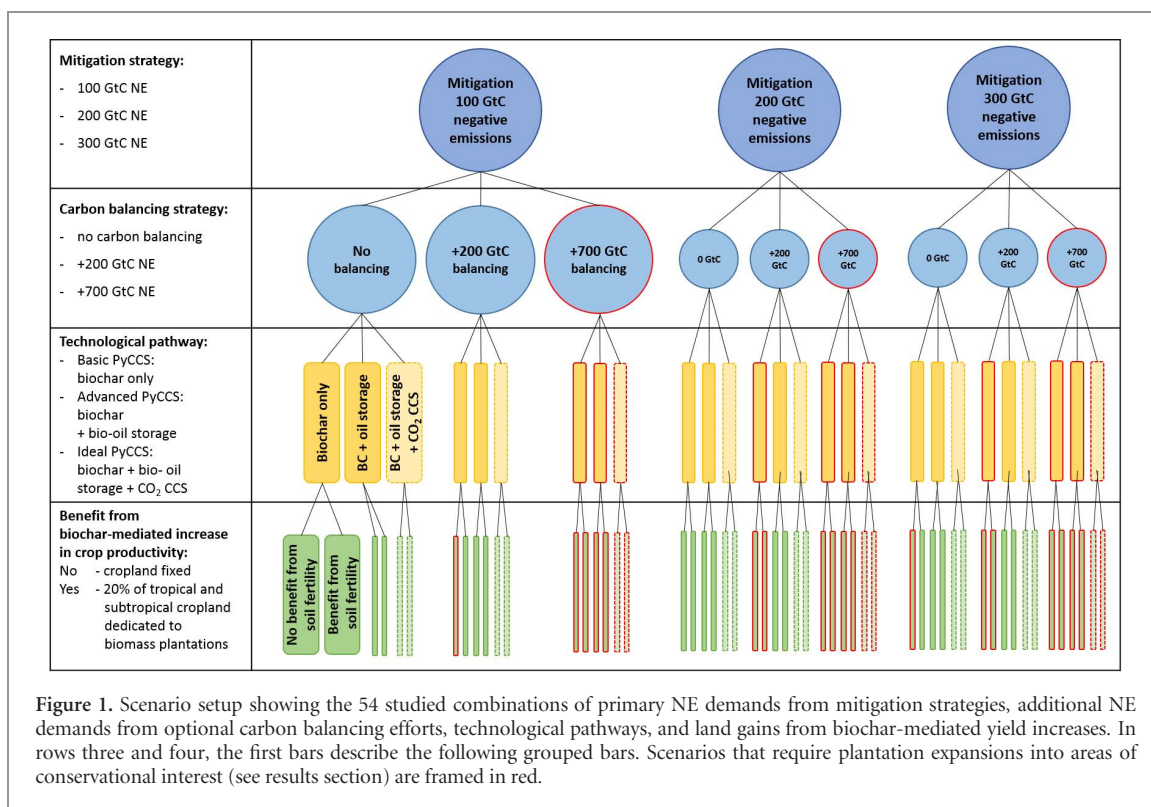 Mitigation strategy:
- 100 GtC NE
- 200 GtC NE
- 300 GtC NE
Mitigation
100 GtC
negative
emissions
Mitigation
200 GtC
negative
emissions
Mitigation
300 GtC
negative
emissions
Carbon balancing strategy:
- no carbon balancing
- +200 GtC NE
- +700 GtC NE
No
balancing
+200 GtC
balancing
+700 GtC
balancing
0 GtC
+200
GtC
+700
GtC
0 GtC
+200
GtC
+700
GtC
Technological pathway:
- Basic PyCCS:
biochar only
- Advanced PyCCS:
biochar
+ bio-oil storage
- Ideal PyCCS:
biochar + bio- oil
storage + CO₂ CCS
Biochar only
BC + oil storage
BC + oil storage
+ CO₂ CCS
Benefit from
biochar-mediated increase
in crop productivity:
No - cropland fixed
Yes - 20% of tropical and
subtropical cropland
dedicated to
biomass plantations
No benefit from
soil fertility
Benefit from
soil fertility
Figure 1. Scenario setup showing the 54 studied combinations of primary NE demands from mitigation strategies, additional NE
demands from optional carbon balancing efforts, technological pathways, and land gains from biochar-mediated yield increases. In
rows three and four, the first bars describe the following grouped bars. Scenarios that require plantation expansions into areas of
conservational interest (see results section) are framed in red.